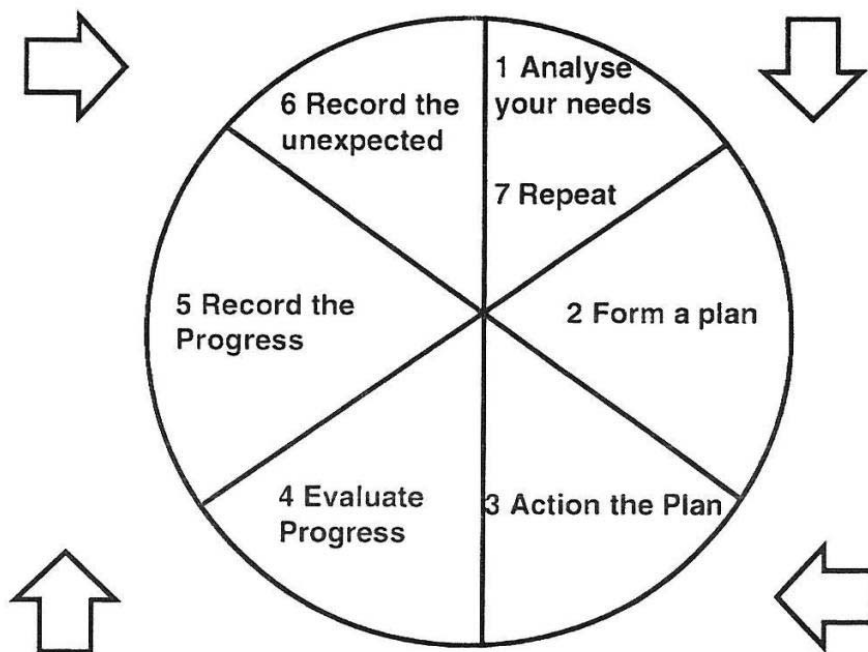 1 Analyse
your needs
7 Repeat
2 Form a plan
3 Action the Plan
4 Evaluate
Progress
5 Record the
Progress
6 Record the
unexpected